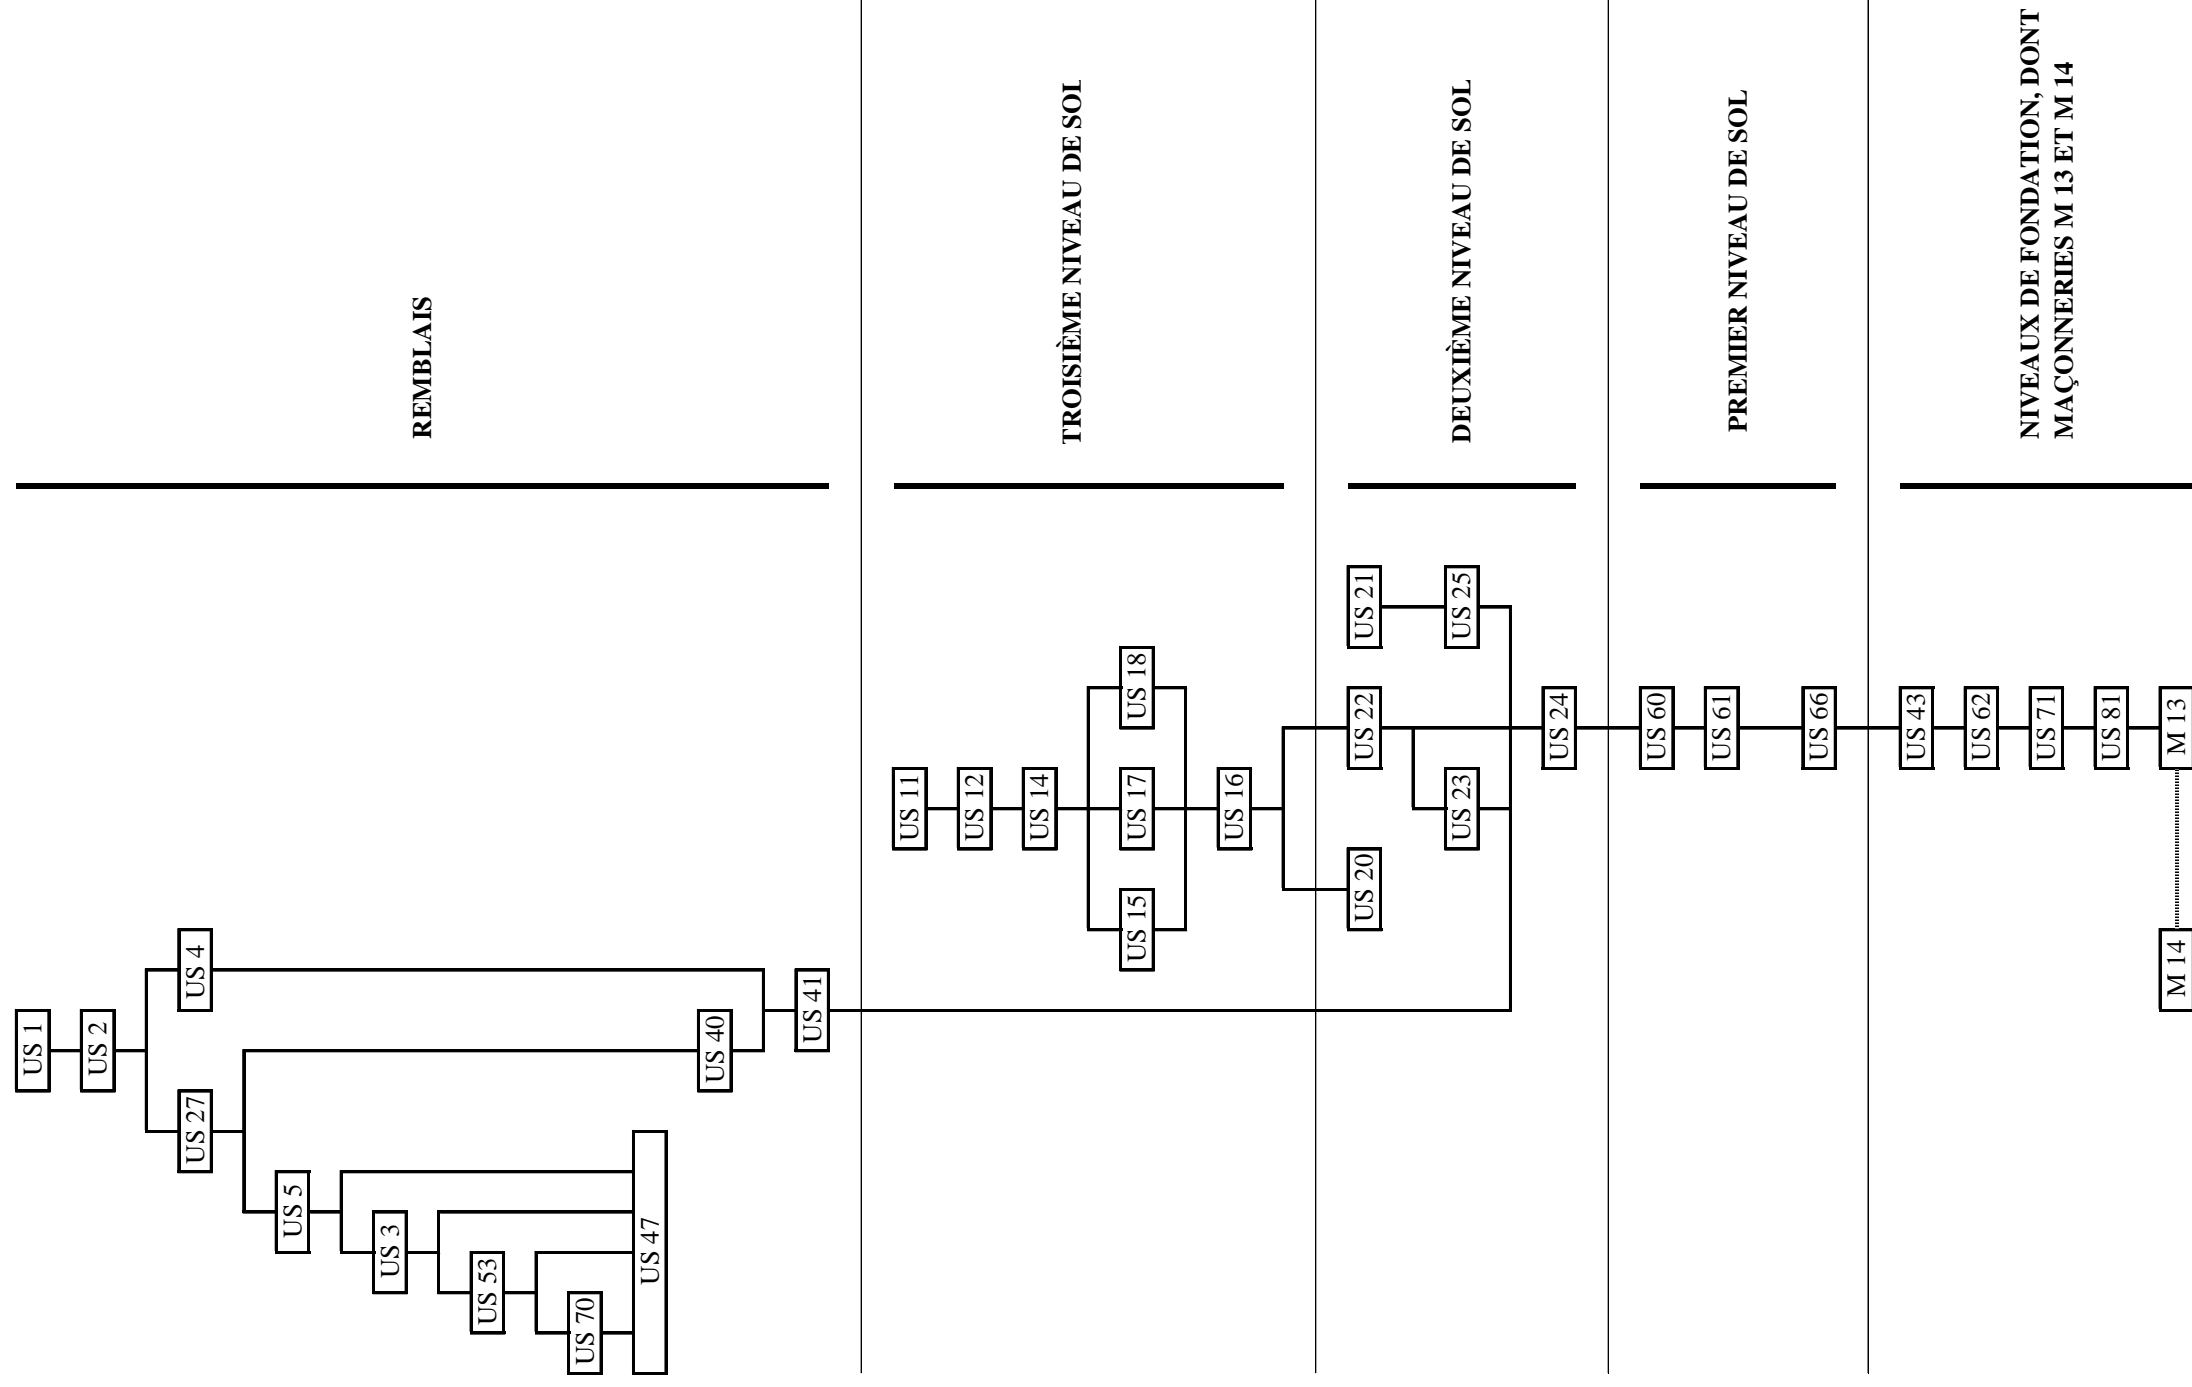 US 1
US 2
US 27
US 4
US 5
US 3
REMBLAIS
US 53
US 70
US 47
US 40
US 41
US 11
US 12
US 14
TROISIÈME NIVEAU DE SOL
US 15
US 17
US 18
US 16
US 20
US 22
US 21
US 23
US 25
DEUXIÈME NIVEAU DE SOL
US 24
US 60
US 61
PREMIER NIVEAU DE SOL
US 66
US 43
US 62
NIVEAUX DE FONDATION, DONT
MAÇONNERIES M 13 ET M 14
US 71
US 81
M 14
M 13